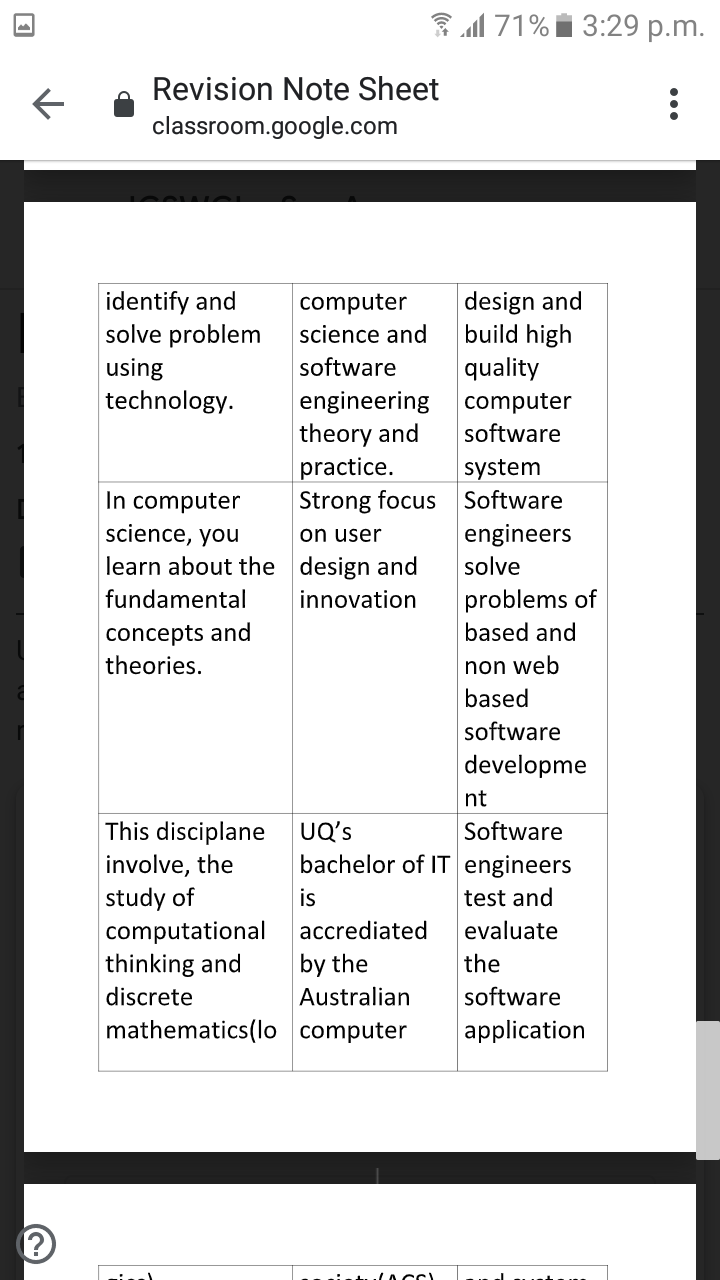 71% 3:29 p.m.
Revision Note Sheet
classroom.google.com
identify and
solve problem
using
technology.
computer
science and
software
engineering
theory and
practice.
design and
build high
quality
computer
software
system
In computer
science, you
learn about the
fundamental
concepts and
theories.
Strong focus
on user
design and
innovation
Software
engineers
solve
problems of
based and
non web
based
software
developme
nt
This disciplane
involve, the
study of
computational
thinking and
discrete
mathematics(lo
UQ’s
bachelor of IT
is
accrediated
by the
Australian
computer
Software
engineers
test and
evaluate
the
software
application
society(ACS)
and system